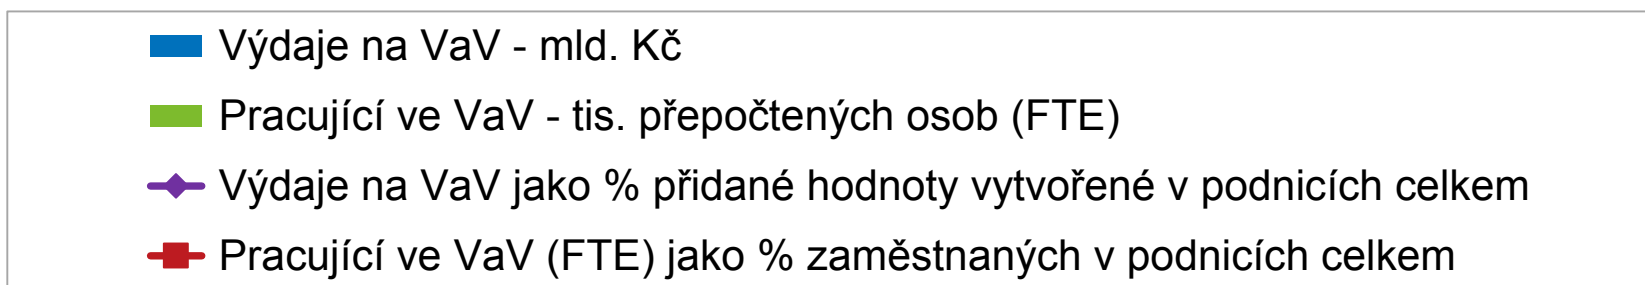 Výdaje na VaV - mld. Kč
Pracující ve VaV - tis. přepočtených osob (FTE)
Výdaje na VaV jako % přidané hodnoty vytvořené v podnicích celkem
Pracující ve VaV (FTE) jako % zaměstnaných v podnicích celkem